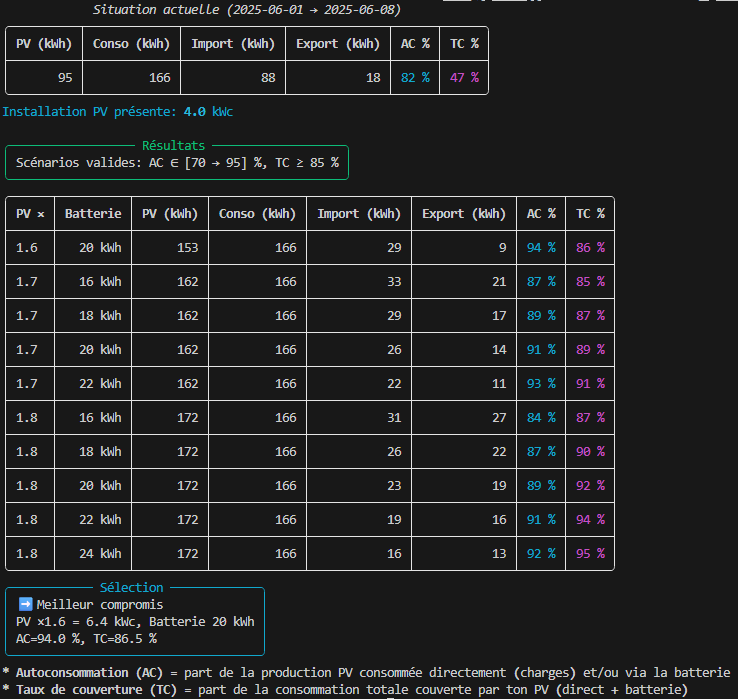 Situation actuelle (2025-06-01 → 2025-06-08)
PV (kWh) Conso (kWh) Import (kWh) Export (kWh) AC % TC %
95 166 88 18 82 % 47 %
Installation PV présente: 4.0 kWc
Résultats
Scénarios valides: AC ∈ [70 → 95] %, TC ≥ 85 %
PV × Batterie PV (kWh) Conso (kWh) Import (kWh) Export (kWh) AC % TC %
1.6 20 kWh 153 166 29 9 94 % 86 %
1.7 16 kWh 162 166 33 21 87 % 85 %
1.7 18 kWh 162 166 29 17 89 % 87 %
1.7 20 kWh 162 166 26 14 91 % 89 %
1.7 22 kWh 162 166 22 11 93 % 91 %
1.8 16 kWh 172 166 31 27 84 % 87 %
1.8 18 kWh 172 166 26 22 87 % 90 %
1.8 20 kWh 172 166 23 19 89 % 92 %
1.8 22 kWh 172 166 19 16 91 % 94 %
1.8 24 kWh 172 166 16 13 92 % 95 %
Sélection
➡️ Meilleur compromis
PV ×1.6 = 6.4 kWc, Batterie 20 kWh
AC=94.0 %, TC=86.5 %
* Autoconsommation (AC) = part de la production PV consommée directement (charges) et/ou via la batterie
* Taux de couverture (TC) = part de la consommation totale couverte par ton PV (direct + batterie)